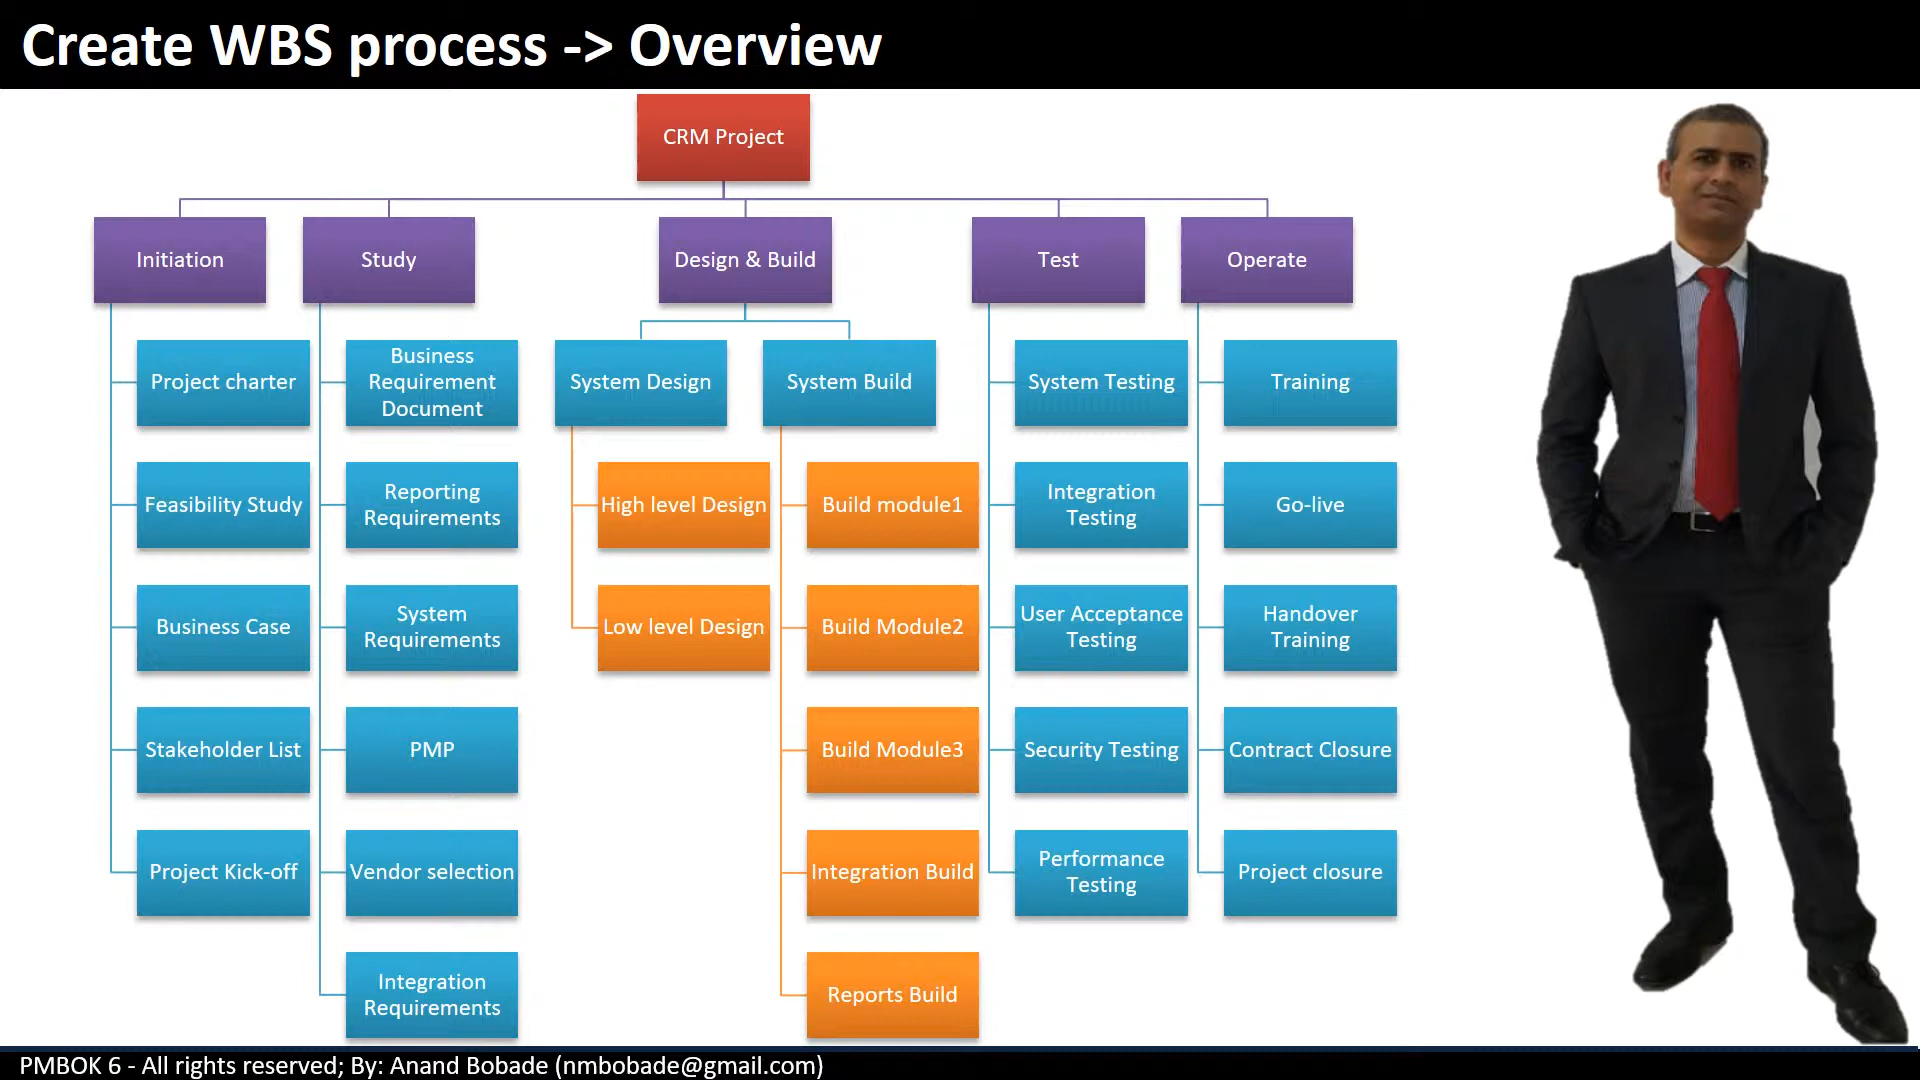 Create WBS process -> Overview
CRM Project
Initiation
Study
Design & Build
Test
Operate
Project charter
Feasibility Study
Business Case
Stakeholder List
Project Kick-off
Business
Requirement
Document
Reporting
Requirements
System
Requirements
PMP
Vendor selection
Integration
Requirements
System Design
High level Design
Low level Design
System Build
Build module1
Build Module2
Build Module3
Integration Build
Reports Build
System Testing
Integration
Testing
User Acceptance
Testing
Security Testing
Performance
Testing
Training
Go-live
Handover
Training
Contract Closure
Project closure
PMBOK 6 - All rights reserved; By: Anand Bobade (nmbobade@gmail.com)